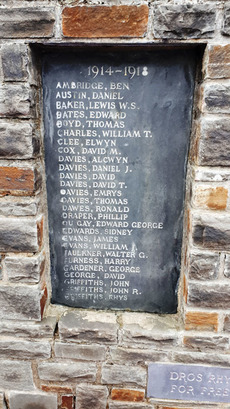 1914-1918
AMBRIDGE, BEN
AUSTIN, DANIEL
BAKER, LEWIS W.S.
BATES, EDWARD
BOYD, THOMAS
CHARLES, WILLIAM T.
CLEE, ELWYN
COX, DAVID M.
DAVIES, ALCWYN
DAVIES, DANIEL J.
DAVIES, DAVID
DAVIES, DAVID T.
DAVIES, EMRYS
DAVIES, THOMAS
DAWES, RONALD
DRAPER, PHILLIP
DU GAY, EDWARD GEORGE
EDWARDS, SIDNEY
EVANS, JAMES
EVANS, WILLIAM
FAULKNER, WALTER G.
FURNESS, HARRY
GARDENER, GEORGE
GEORGE, DAVID
GRIFFITHS, JOHN
GRIFFITHS, JOHN R.
GRIFFITHS, RHYS
DROS
FOR